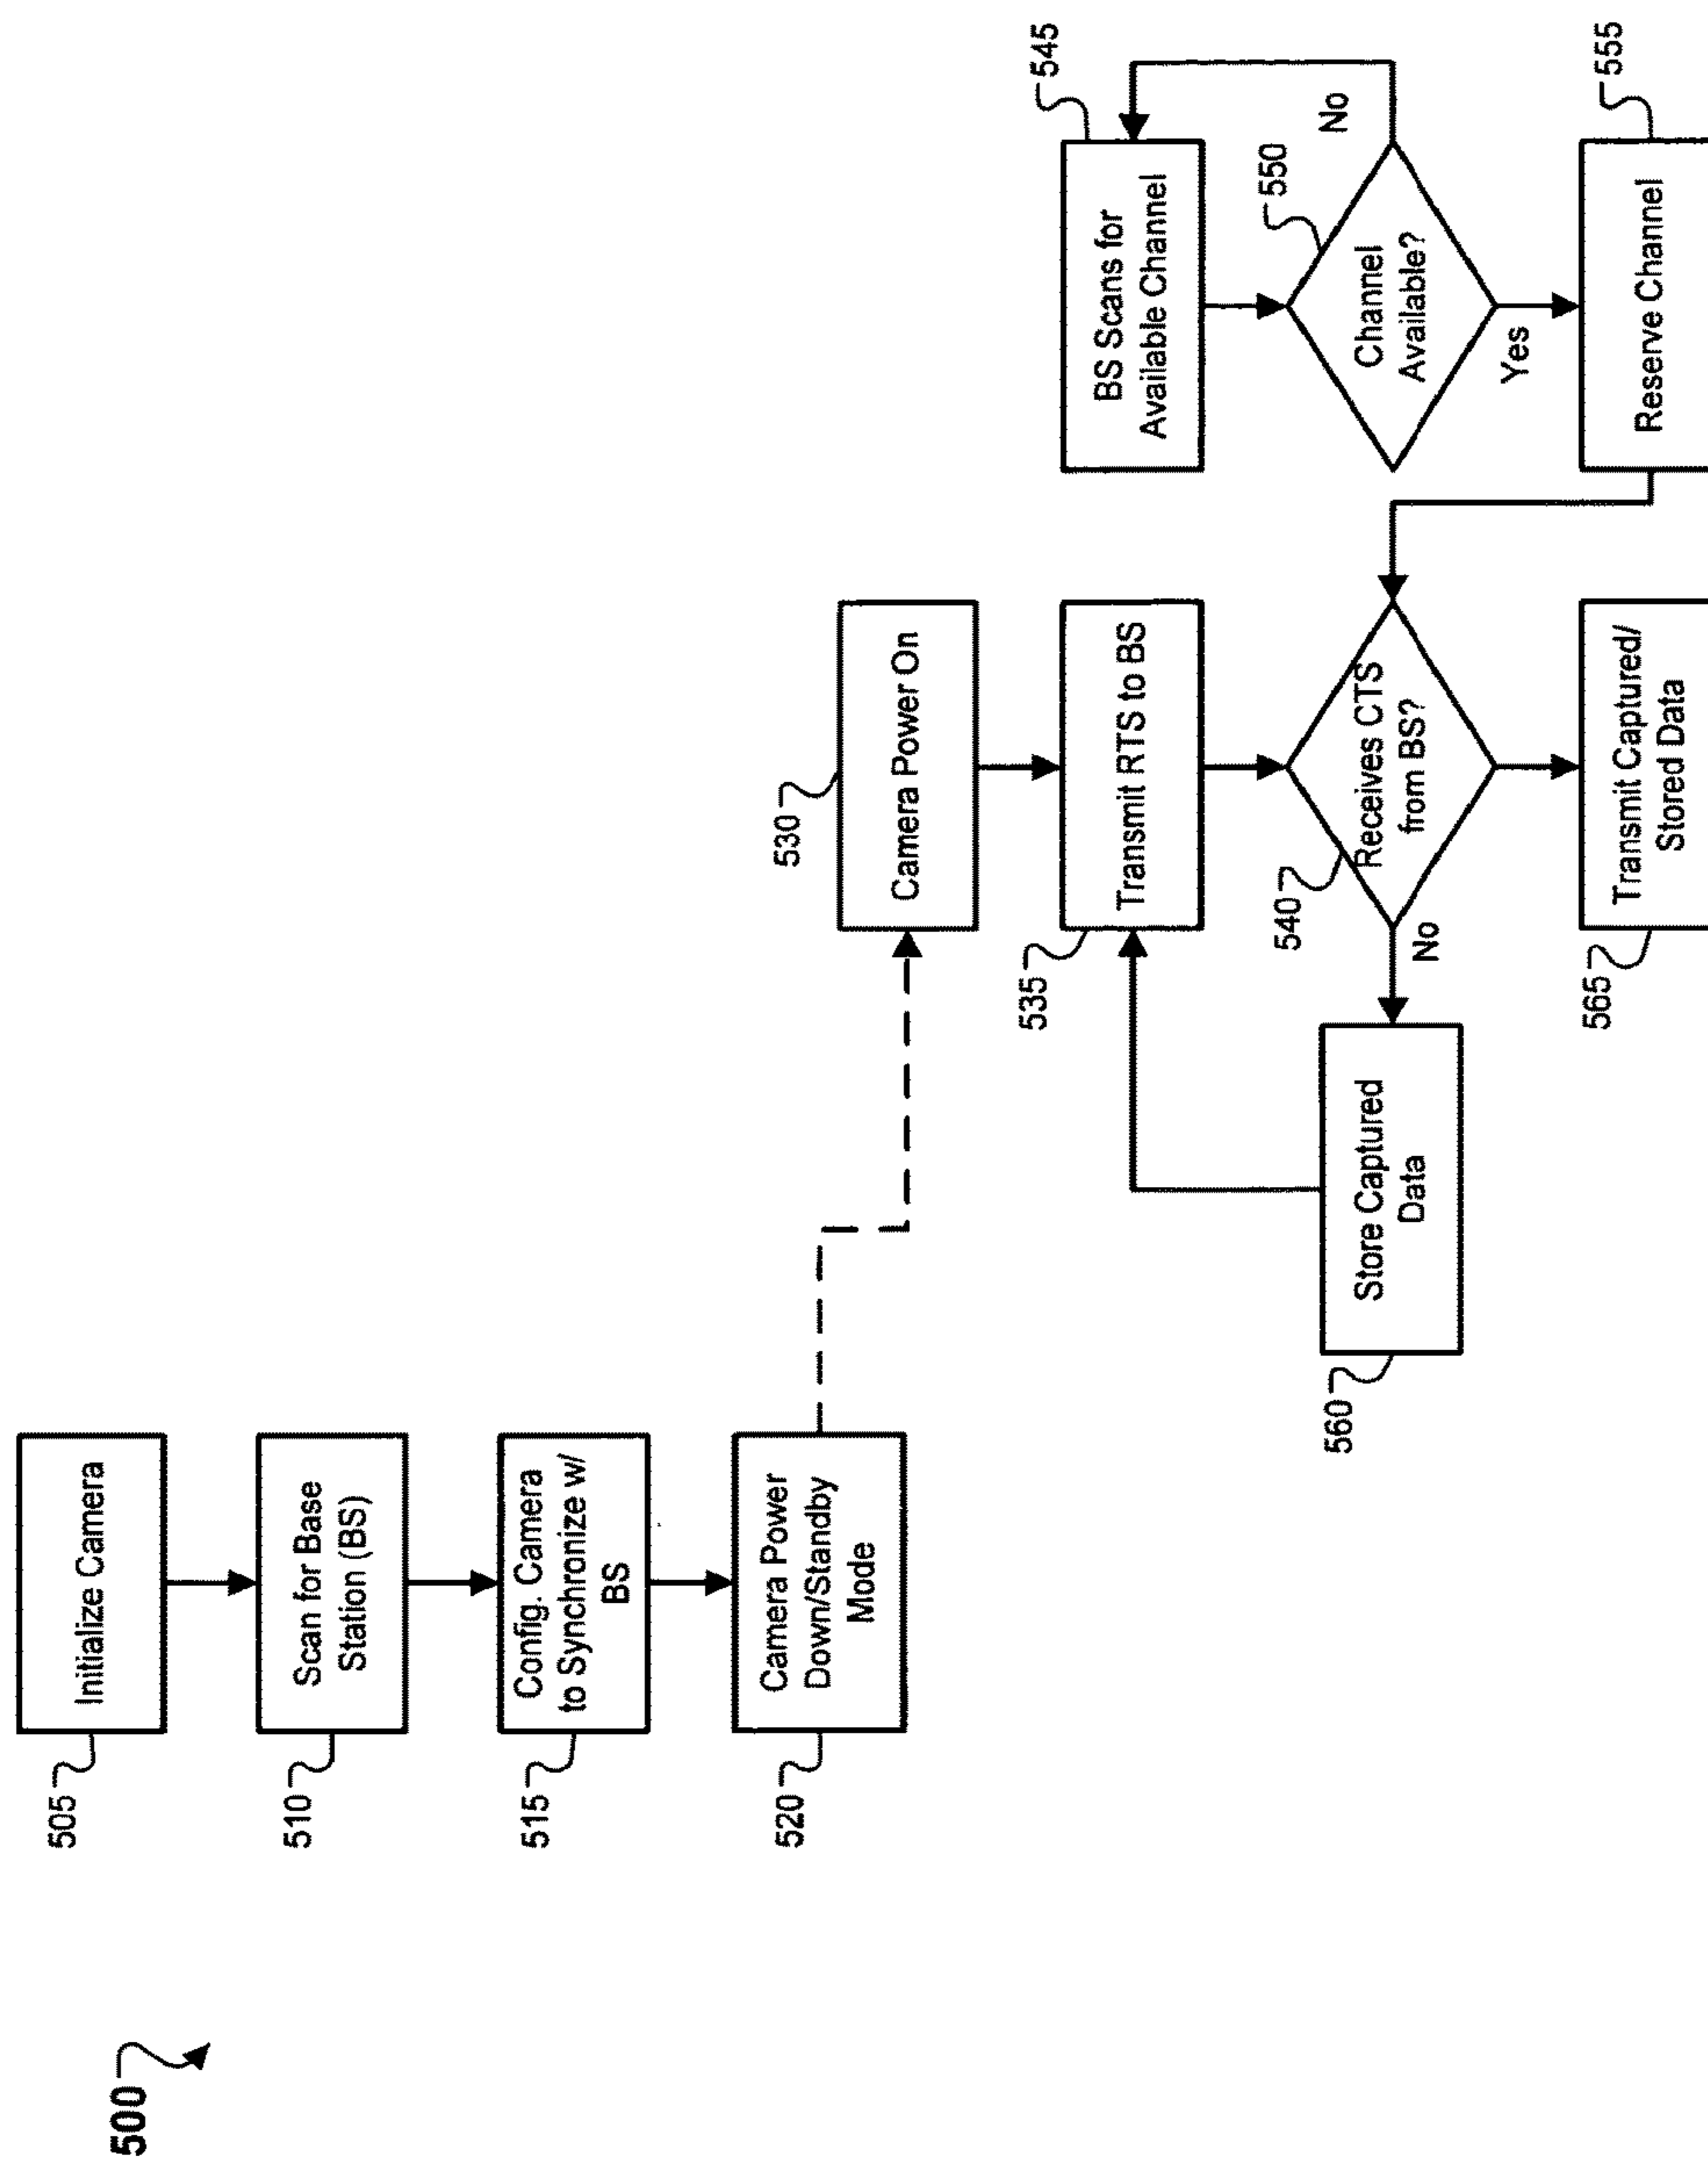 500
505
Initialize Camera
510
Scan for Base
Station (BS)
515
Config. Camera
to Synchronize w/
BS
520
Camera Power
Down/Standby
Mode
530
Camera Power On
535
Transmit RTS to BS
540
Receives CTS
from BS?
No
560
Store Captured
Data
565
Transmit Captured/
Stored Data
545
BS Scans for
Available Channel
550
Channel
Available?
No
Yes
555
Reserve Channel